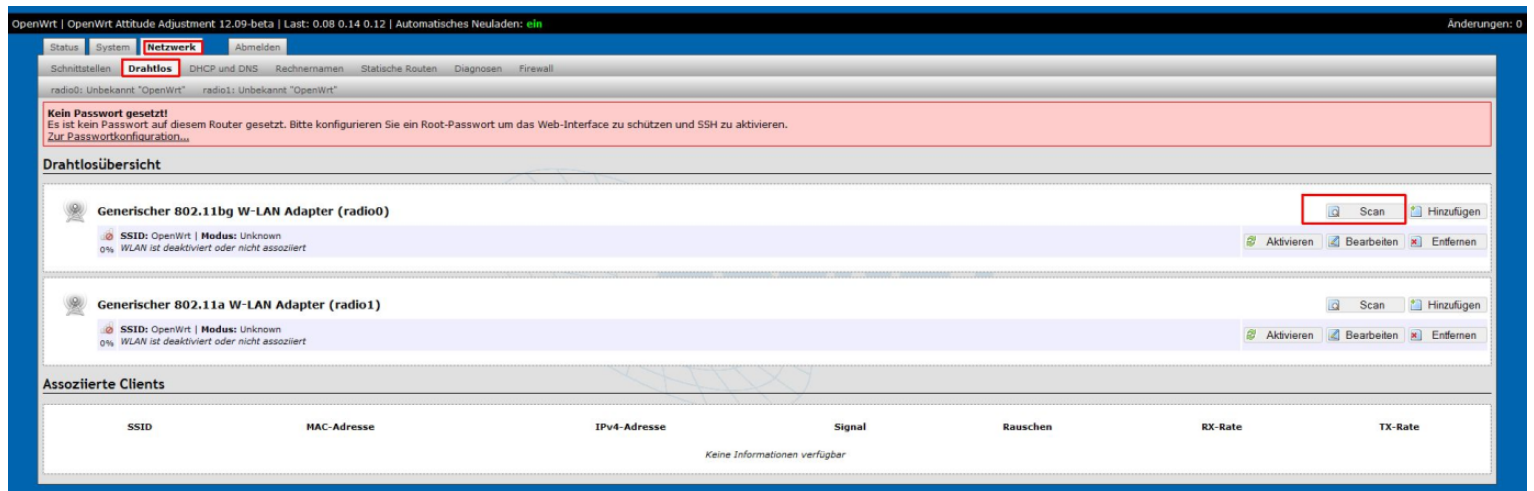 OpenWrt | OpenWrt Attitude Adjustment 12.09-beta | Last: 0.08 0.14 0.12 | Automatisches Neuladen: ein Änderungen: 0
Status System Netzwerk Abmelden
Schnittstellen Drahtlos DHCP und DNS Rechnernamen Statische Routen Diagnosen Firewall
radio0: Unbekannt "OpenWrt" radio1: Unbekannt "OpenWrt"
Kein Passwort gesetzt!
Es ist kein Passwort auf diesem Router gesetzt. Bitte konfigurieren Sie ein Root-Passwort um das Web-Interface zu schützen und SSH zu aktivieren.
Zur Passwortkonfiguration...
Drahtlosübersicht
Generischer 802.11bg W-LAN Adapter (radio0) Scan Hinzufügen
SSID: OpenWrt | Modus: Unknown
0% WLAN ist deaktiviert oder nicht assoziiert Aktivieren Bearbeiten Entfernen
Generischer 802.11a W-LAN Adapter (radio1) Scan Hinzufügen
SSID: OpenWrt | Modus: Unknown
0% WLAN ist deaktiviert oder nicht assoziiert Aktivieren Bearbeiten Entfernen
Assoziierte Clients
SSID MAC-Adresse IPv4-Adresse Signal Rauschen RX-Rate TX-Rate
Keine Informationen verfügbar